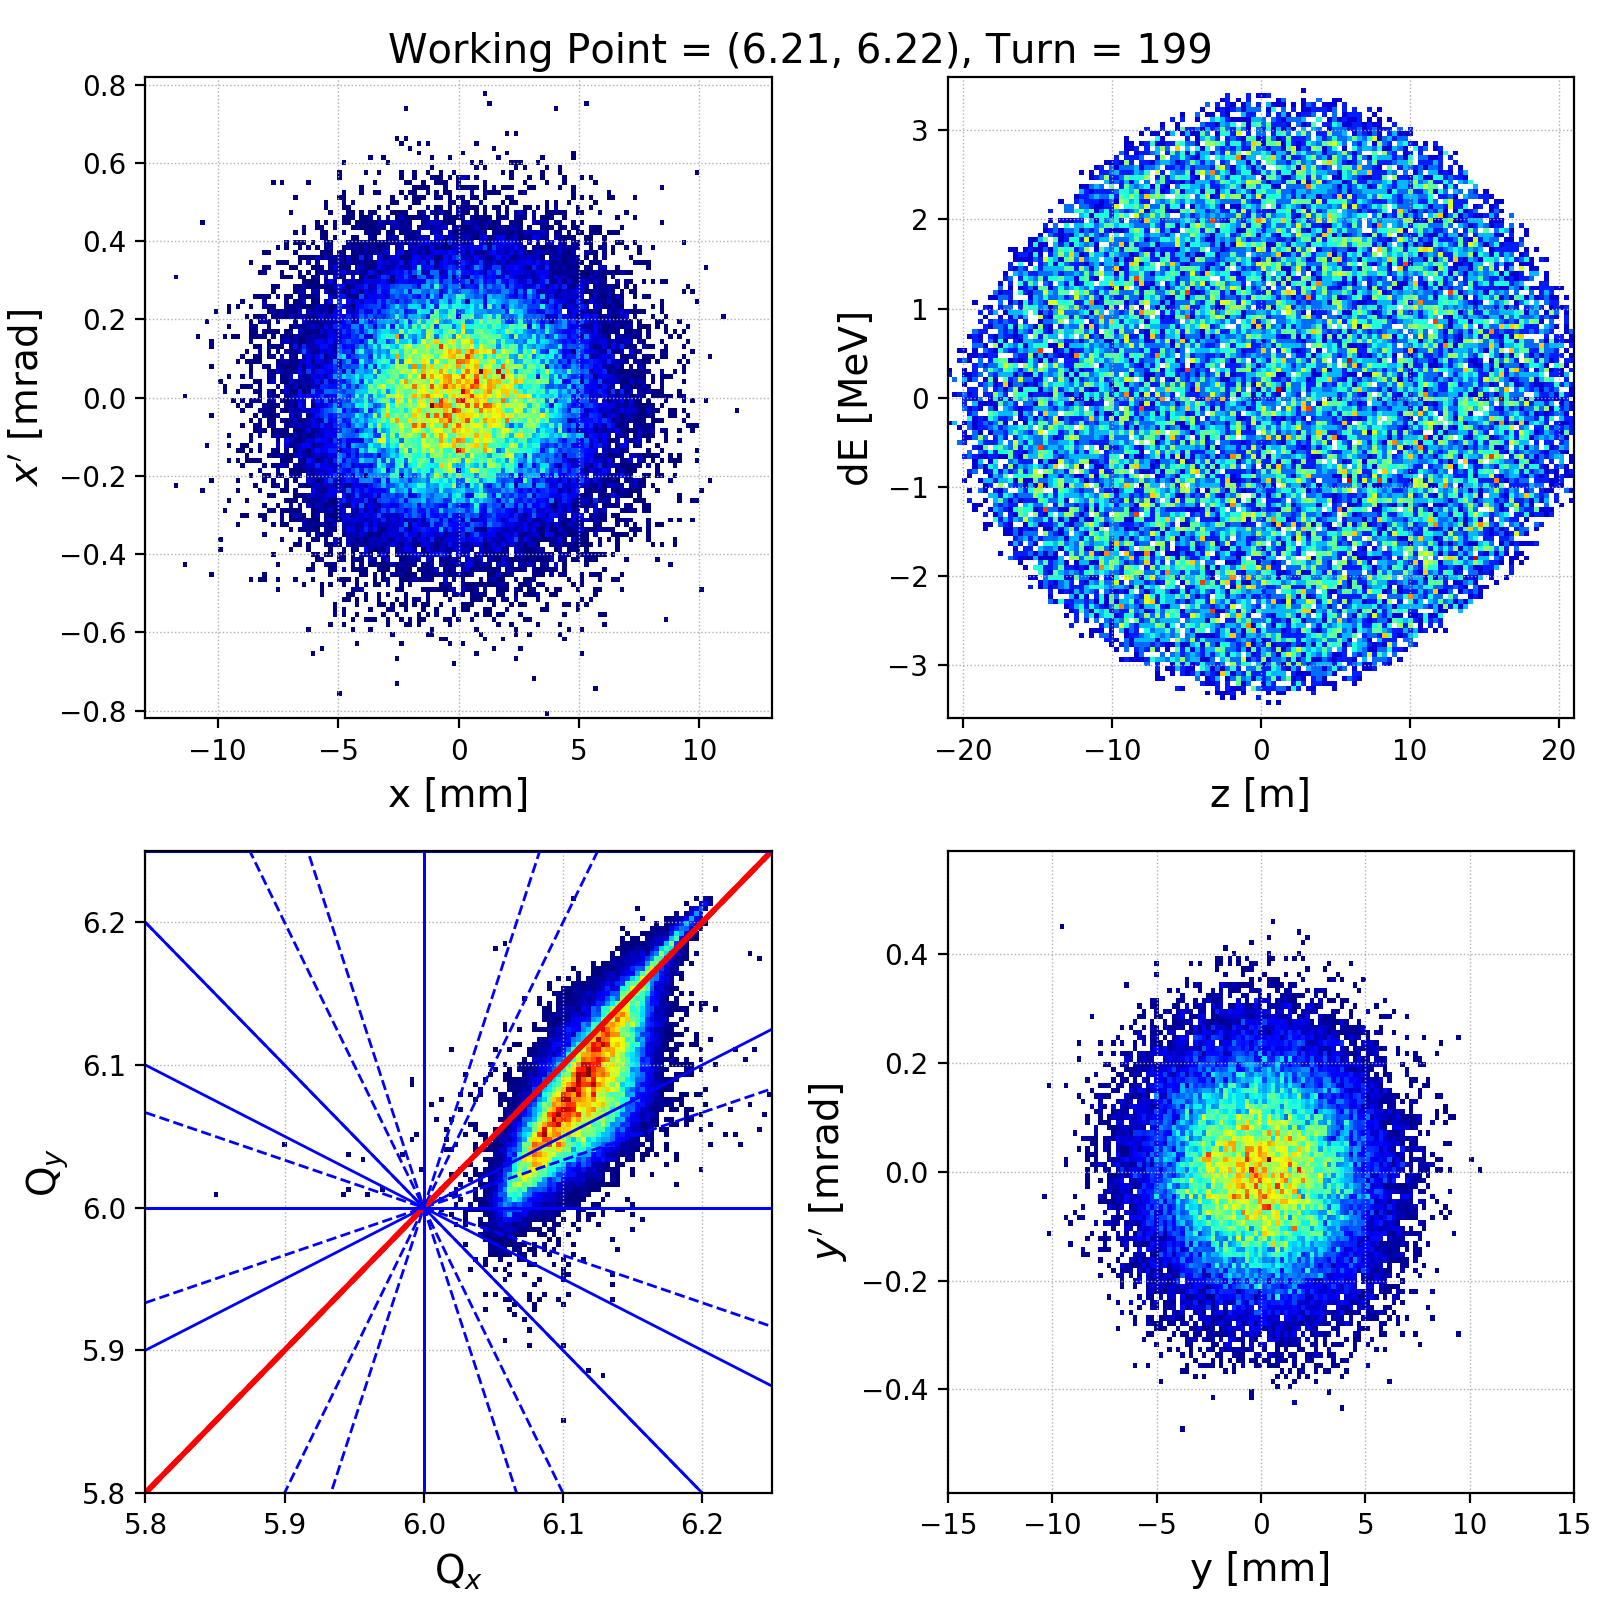 Working Point = (6.21, 6.22), Turn = 199
0.8
0.6
0.4
0.2
0.0
−0.2
−0.4
−0.6
−0.8
x′ [mrad]
−10 −5 0 5 10
x [mm]
3
2
1
0
−1
−2
−3
dE [MeV]
−20 −10 0 10 20
z [m]
6.2
6.1
6.0
5.9
5.8
Qy
5.8 5.9 6.0 6.1 6.2
Qx
0.4
0.2
0.0
−0.2
−0.4
y′ [mrad]
−15 −10 −5 0 5 10 15
y [mm]